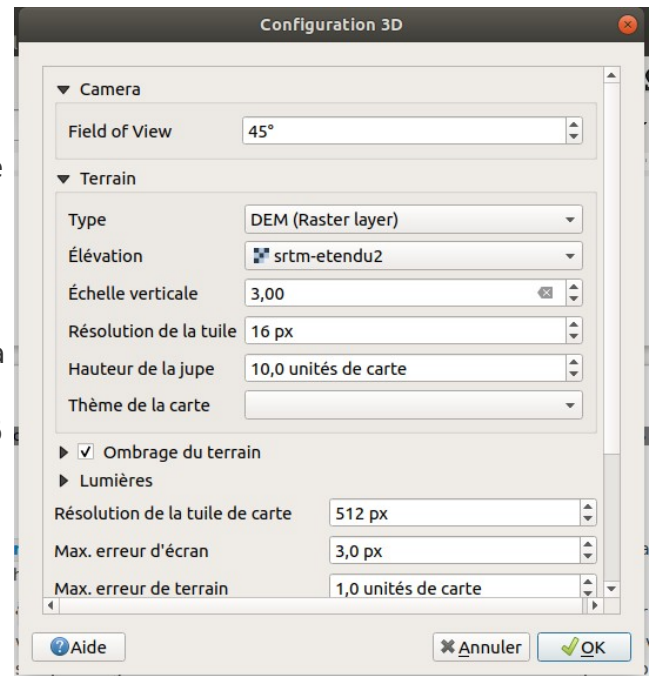 Configuration 3D
Camera
Field of View 45°
Terrain
Type DEM (Raster layer)
Élévation srtm-etendu2
Échelle verticale 3,00
Résolution de la tuile 16 px
Hauteur de la jupe 10,0 unités de carte
Thème de la carte
Ombrage du terrain
Lumières
Résolution de la tuile de carte 512 px
Max. erreur d'écran 3,0 px
Max. erreur de terrain 1,0 unités de carte
Aide Annuler OK